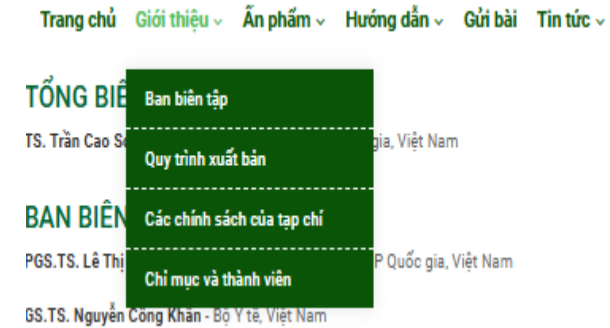 Trang chủ Giới thiệu Ấn phẩm Hướng dẫn Gửi bài Tin tức
TỔNG BIÊ
Ban biên tập
TS. Trần Cao gia, Việt Nam
Quy trình xuất bản
BAN BIÊN
Các chính sách của tạp chí
PGS.TS. Lê Thị P Quốc gia, Việt Nam
Chỉ mục và thành viên
GS.TS. Nguyễn Công Khẩn - Bộ Y tế, Việt Nam